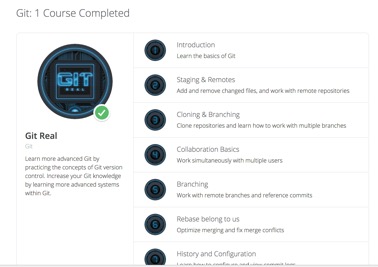 Git: 1 Course Completed
GIT
REAL
Git Real
Git
Learn more advanced Git by
practicing the concepts of Git version
control. Increase your Git knowledge
by learning more advanced systems
within Git.
1
Introduction
Learn the basics of Git
2
Staging & Remotes
Add and remove changed files, and work with remote repositories
3
Cloning & Branching
Clone repositories and learn how to work with multiple branches
4
Collaboration Basics
Work simultaneously with multiple users
5
Branching
Work with remote branches and reference commits
6
Rebase belong to us
Optimize merging and fix merge conflicts
History and Configuration